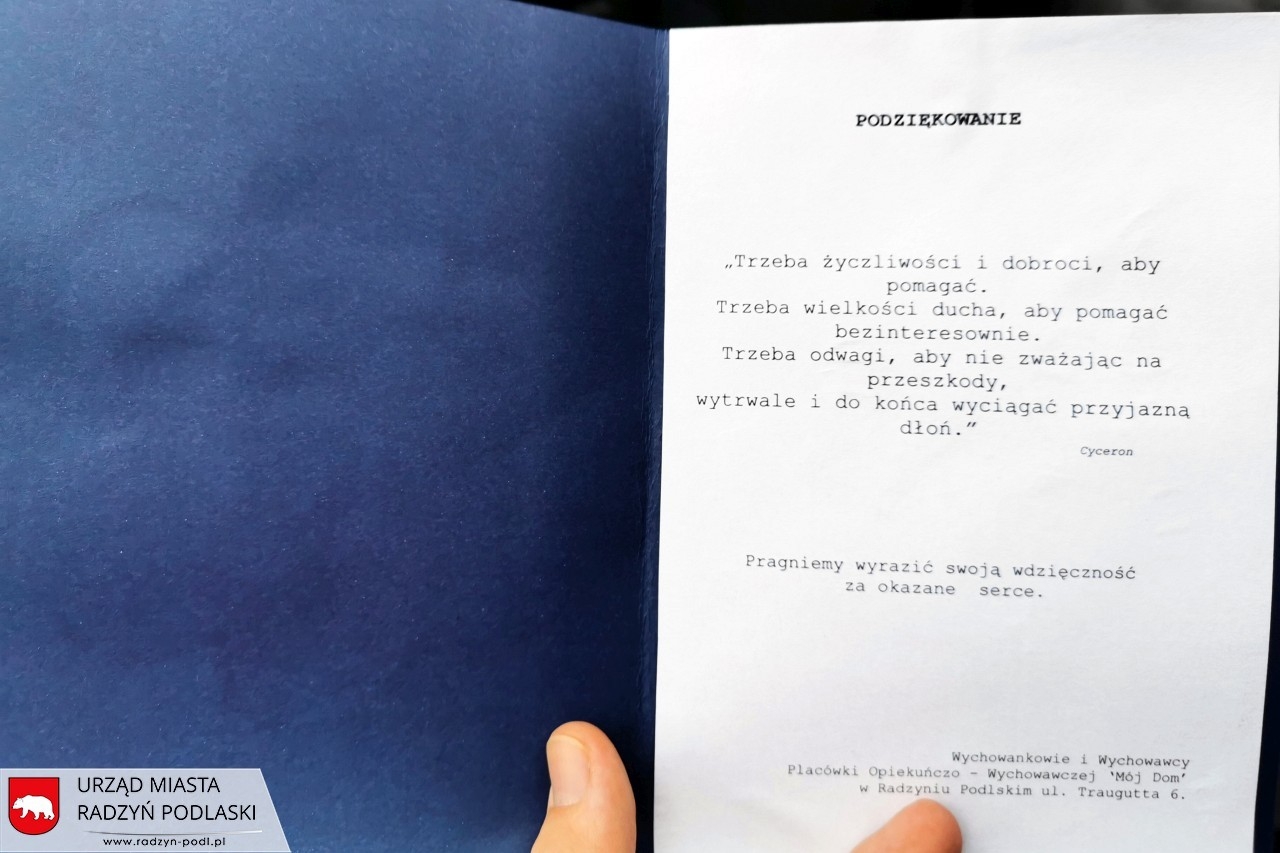 PODZIĘKOWANIE
„Trzeba życzliwości i dobroci, aby
pomagać.
Trzeba wielkości ducha, aby pomagać
bezinteresownie.
Trzeba odwagi, aby nie zważając na
przeszkody,
wytrwale i do końca wyciągać przyjazną
dłoń.”
Cyceron
Pragniemy wyrazić swoją wdzięczność
za okazane serce.
Wychowankowie i Wychowawcy
Placówki Opiekuńczo - Wychowawczej ‘Mój Dom’
w Radzyniu Podlskim ul. Traugutta 6.
URZĄD MIASTA
RADZYŃ PODLASKI
www.radzyn-podl.pl